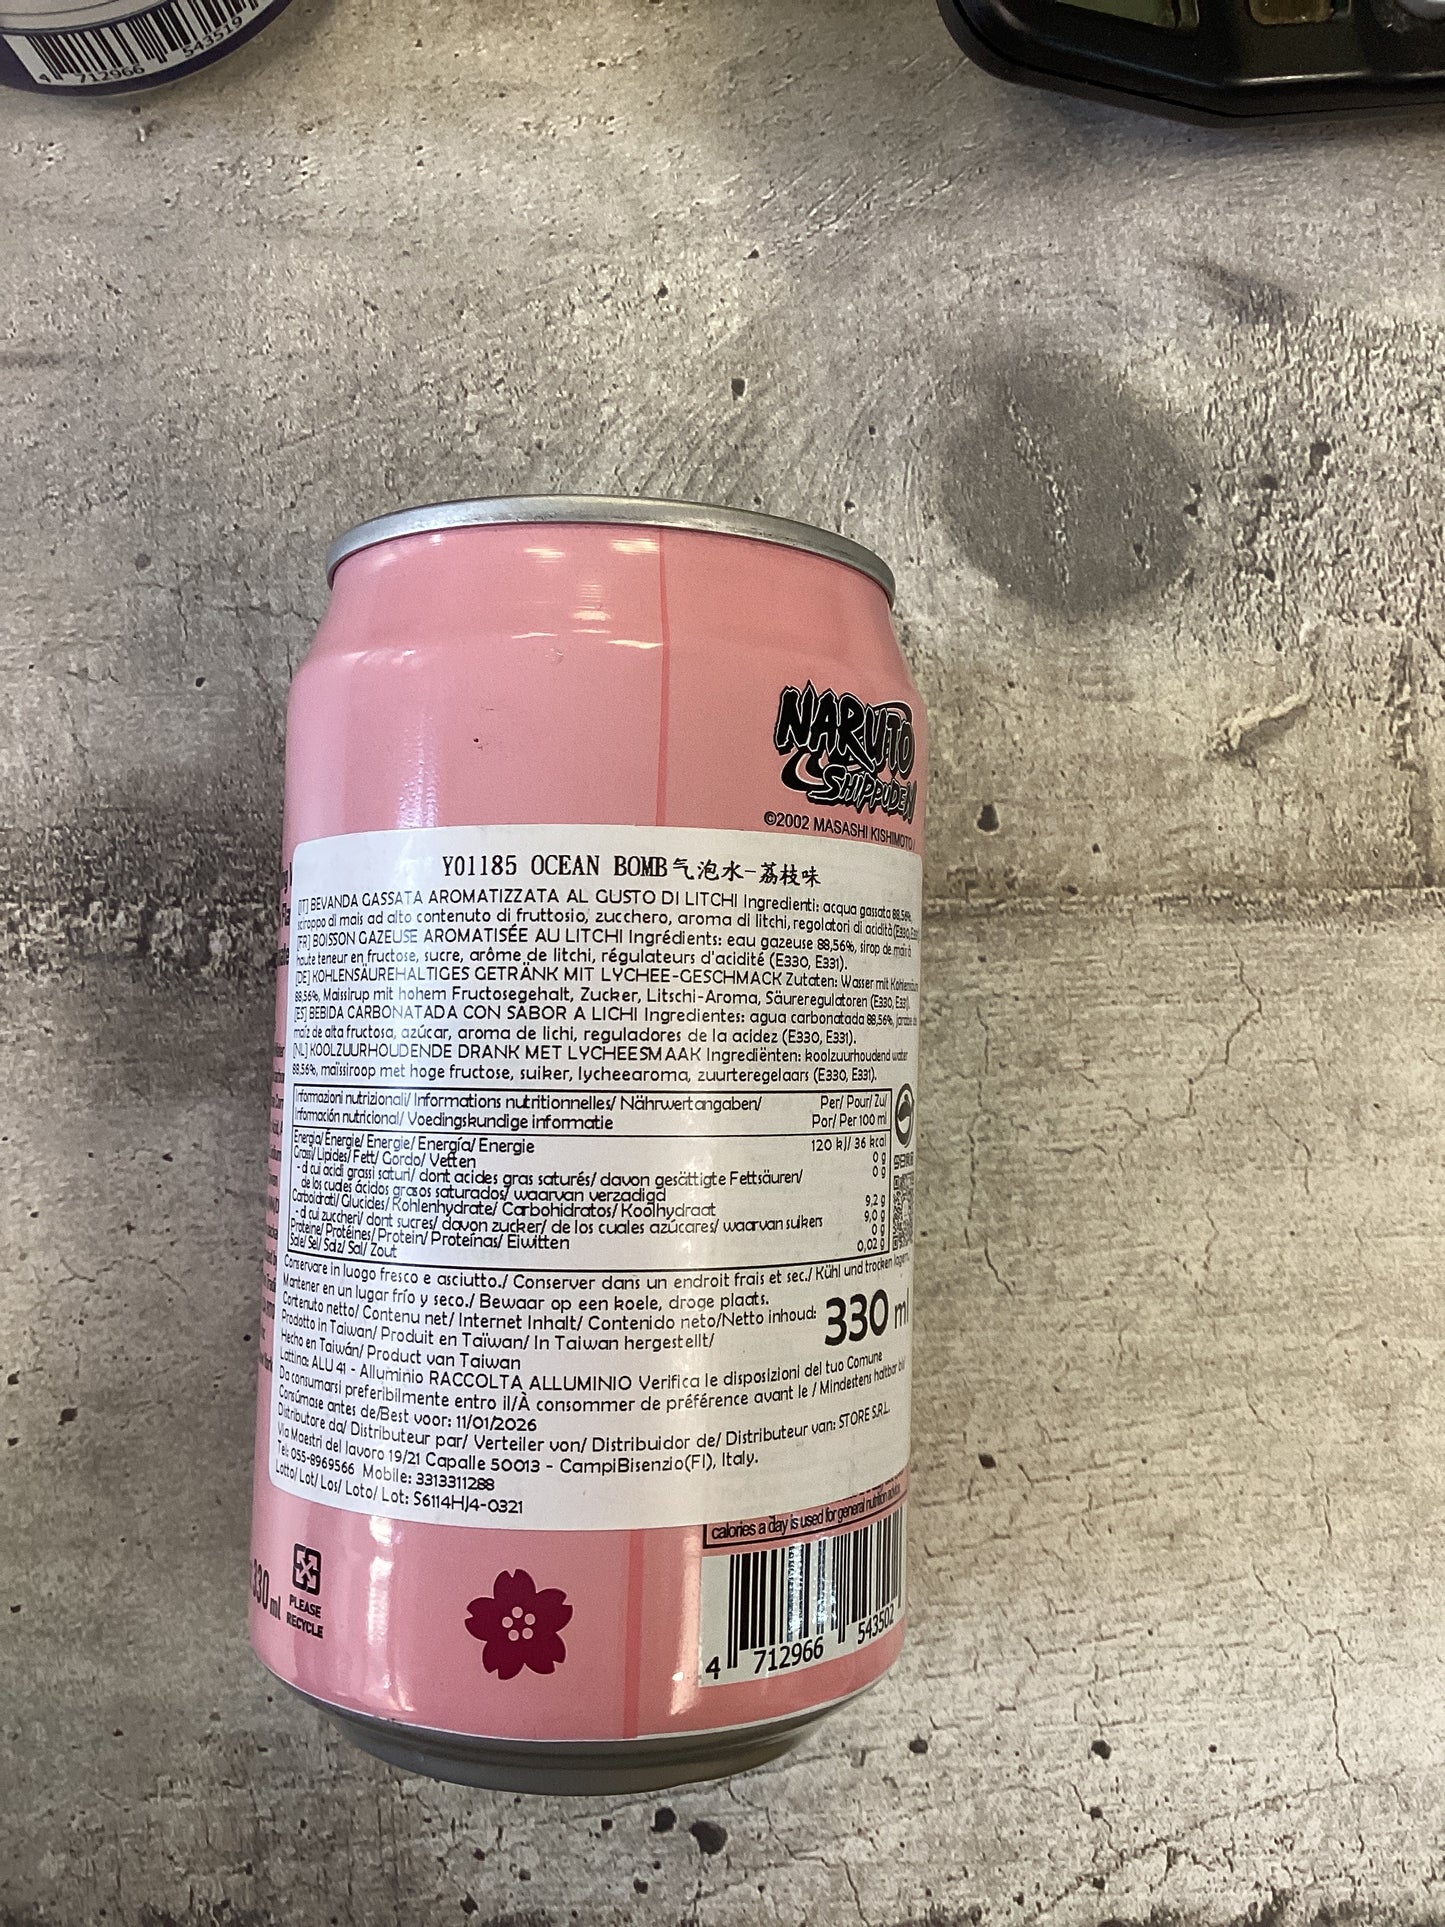 4 712966 543519
NARUTO
SHIPPUDEN
©2002 MASASHI KISHIMOTO /
Y01185 OCEAN BOMB气泡水-荔枝味
[IT] BEVANDA GASSATA AROMATIZZATA AL GUSTO DI LITCHI Ingredienti: acqua gassata 88,56%,
sciroppo di mais ad alto contenuto di fruttosio, zucchero, aroma di litchi, regolatori di acidità (E330,
[FR] BOISSON GAZEUSE AROMATISÉE AU LITCHI Ingrédients: eau gazeuse 88,56%, sirop de maïs à
haute teneur en fructose, sucre, arôme de litchi, régulateurs d'acidité (E330, E331).
[DE] KOHLENSÄUREHALTIGES GETRÄNK MIT LYCHEE-GESCHMACK Zutaten: Wasser mit
88,56%, Maissirup mit hohem Fructosegehalt, Zucker, Litschi-Aroma, Säureregulatoren (E330, E331).
[ES] BEBIDA CARBONATADA CON SABOR A LICHI Ingredientes: agua carbonatada 88,56%, jarabe de
maíz de alta fructosa, azúcar, aroma de lichi, reguladores de la acidez (E330, E331).
[NL] KOOLZUURHOUDENDE DRANK MET LYCHEESMAAK Ingrediënten: koolzuurhoudend water
88,56%, maïssiroop met hoge fructose, suiker, lycheearoma, zuurteregelaars (E330, E331).
Informazioni nutrizionali/ Informations nutritionnelles/ Nährwertangaben/ Per/ Pour/ Zu/
Información nutricional/ Voedingskundige informatie Por/ Per 100 ml
Energia/ Énergie/ Energie/ Energía/ Energie 120 kJ/ 36 kcal
Grassi/ Lipides/ Fett/ Gordo/ Vetten 0 g
- di cui acidi grassi saturi/ dont acides gras saturés/ davon gesättigte Fettsäuren/ 0 g
de los cuales ácidos grasos saturados/ waarvan verzadigd
Carboidrati/ Glucides/ Kohlenhydrate/ Carbohidratos/ Koolhydraat 9,2 g
- di cui zuccheri/ dont sucres/ davon zucker/ de los cuales azúcares/ waarvan suikers 9,0 g
Proteine/ Protéines/ Protein/ Proteínas/ Eiwitten 0 g
Sale/ Sel/ Salz/ Sal/ Zout 0,02 g
Conservare in luogo fresco e asciutto./ Conserver dans un endroit frais et sec./ Kühl und trocken lagern.
Mantener en un lugar frío y seco./ Bewaar op een koele, droge plaats.
Contenuto netto/ Contenu net/ Internet Inhalt/ Contenido neto/Netto inhoud: 330 ml
Prodotto in Taiwan/ Produit en Taïwan/ In Taiwan hergestellt/
Hecho en Taiwán/ Product van Taiwan
Lattina: ALU 41 - Alluminio RACCOLTA ALLUMINIO Verifica le disposizioni del tuo Comune
Da consumarsi preferibilmente entro il/À consommer de préférence avant le / Mindestens haltbar bis/
Consúmase antes de/Best voor: 11/01/2026
Distributore da/ Distributeur par/ Verteiler von/ Distribuidor de/ Distributeur van: STORE S.R.L.
Via Maestri del lavoro 19/21 Capalle 50013 - CampiBisenzio(FI), Italy.
Tel: 055-8969566 Mobile: 3313311288
Lotto/ Lot/ Los/ Loto/ Lot: S6114HJ4-0321
calories a day is used for general nutrition advice.
330 ml
PLEASE
RECYCLE
4 712966 543502